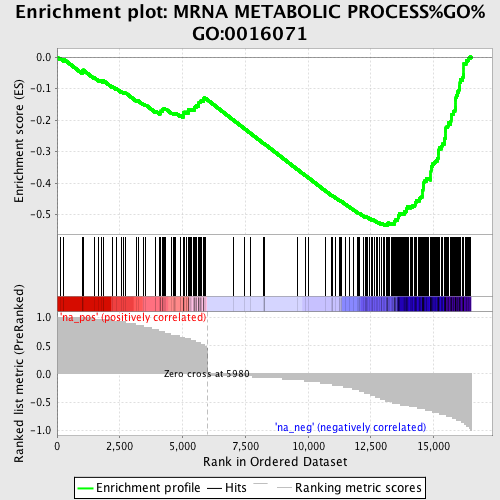 Enrichment plot: MRNA METABOLIC PROCESS%GO%
GO:0016071
Enrichment score (ES)
0.0
-0.1
-0.2
-0.3
-0.4
-0.5
Ranked list metric (PreRanked)
1.0
0.5
0.0
-0.5
-1.0
'na_pos' (positively correlated)
Zero cross at 5980
'na_neg' (negatively correlated)
0
2,500
5,000
7,500
10,000
12,500
15,000
Rank in Ordered Dataset
Enrichment profile
Hits
Ranking metric scores